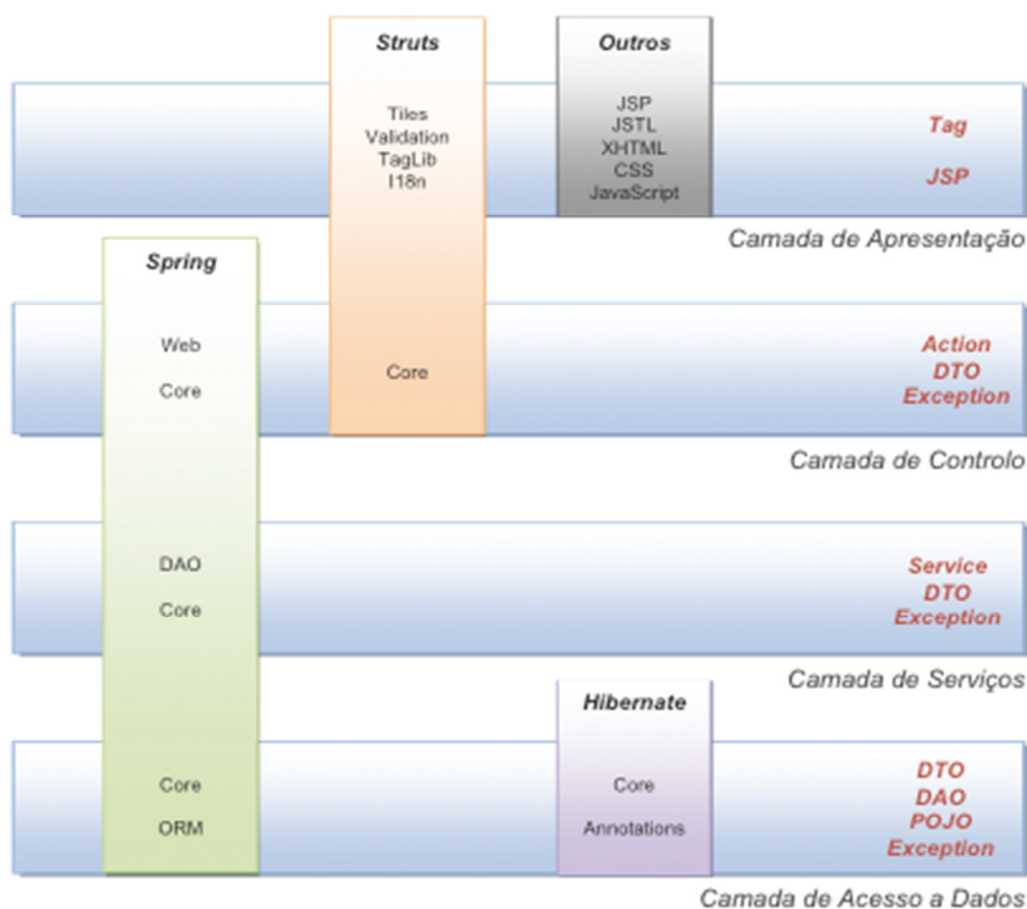 Struts
Outros
Tiles
Validation
TagLib
I18n
JSP
JSTL
XHTML
CSS
JavaScript
Tag
JSP
Camada de Apresentação
Spring
Web
Core
Core
Action
DTO
Exception
Camada de Controlo
DAO
Core
Service
DTO
Exception
Camada de Serviços
Hibernate
Core
ORM
Core
Annotations
DTO
DAO
POJO
Exception
Camada de Acesso a Dados